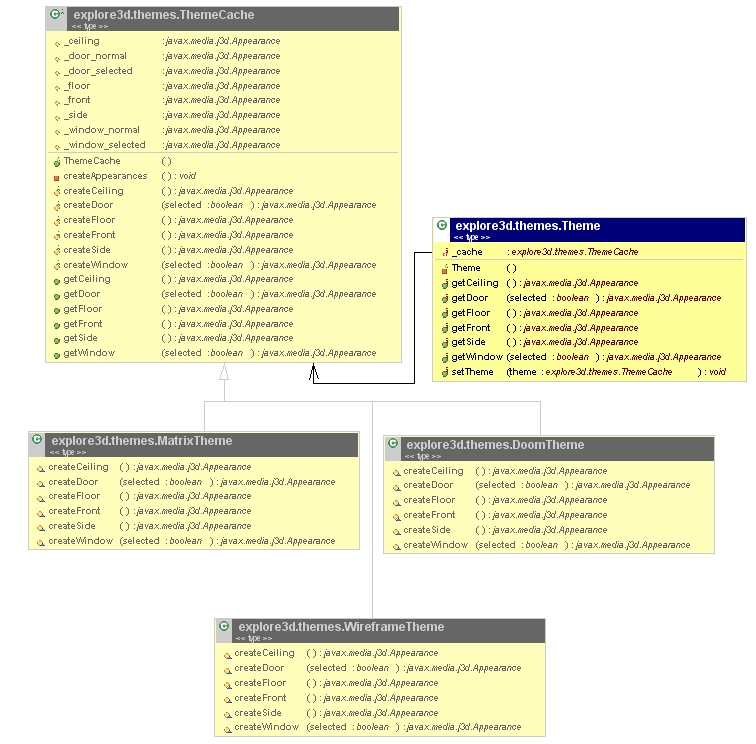 explore3d.themes.ThemeCache
<< type >>
_ceiling :javax.media.j3d.Appearance
_door_normal :javax.media.j3d.Appearance
_door_selected :javax.media.j3d.Appearance
_floor :javax.media.j3d.Appearance
_front :javax.media.j3d.Appearance
_side :javax.media.j3d.Appearance
_window_normal :javax.media.j3d.Appearance
_window_selected :javax.media.j3d.Appearance
ThemeCache ( )
createAppearances ( ) : void
createCeiling ( ) : javax.media.j3d.Appearance
createDoor (selected :boolean ) : javax.media.j3d.Appearance
createFloor ( ) : javax.media.j3d.Appearance
createFront ( ) : javax.media.j3d.Appearance
createSide ( ) : javax.media.j3d.Appearance
createWindow (selected :boolean ) : javax.media.j3d.Appearance
getCeiling ( ) : javax.media.j3d.Appearance
getDoor (selected :boolean ) : javax.media.j3d.Appearance
getFloor ( ) : javax.media.j3d.Appearance
getFront ( ) : javax.media.j3d.Appearance
getSide ( ) : javax.media.j3d.Appearance
getWindow (selected :boolean ) : javax.media.j3d.Appearance
explore3d.themes.Theme
<< type >>
_cache : explore3d.themes.ThemeCache
Theme ( )
getCeiling ( ) : javax.media.j3d.Appearance
getDoor (selected :boolean ) : javax.media.j3d.Appearance
getFloor ( ) : javax.media.j3d.Appearance
getFront ( ) : javax.media.j3d.Appearance
getSide ( ) : javax.media.j3d.Appearance
getWindow (selected :boolean ) : javax.media.j3d.Appearance
setTheme (theme : explore3d.themes.ThemeCache ) : void
explore3d.themes.MatrixTheme
<< type >>
createCeiling ( ) : javax.media.j3d.Appearance
createDoor (selected :boolean ) : javax.media.j3d.Appearance
createFloor ( ) : javax.media.j3d.Appearance
createFront ( ) : javax.media.j3d.Appearance
createSide ( ) : javax.media.j3d.Appearance
createWindow (selected :boolean ) : javax.media.j3d.Appearance
explore3d.themes.DoomTheme
<< type >>
createCeiling ( ) : javax.media.j3d.Appearance
createDoor (selected :boolean ) : javax.media.j3d.Appearance
createFloor ( ) : javax.media.j3d.Appearance
createFront ( ) : javax.media.j3d.Appearance
createSide ( ) : javax.media.j3d.Appearance
createWindow (selected :boolean ) : javax.media.j3d.Appearance
explore3d.themes.WireframeTheme
<< type >>
createCeiling ( ) : javax.media.j3d.Appearance
createDoor (selected :boolean ) : javax.media.j3d.Appearance
createFloor ( ) : javax.media.j3d.Appearance
createFront ( ) : javax.media.j3d.Appearance
createSide ( ) : javax.media.j3d.Appearance
createWindow (selected :boolean ) : javax.media.j3d.Appearance